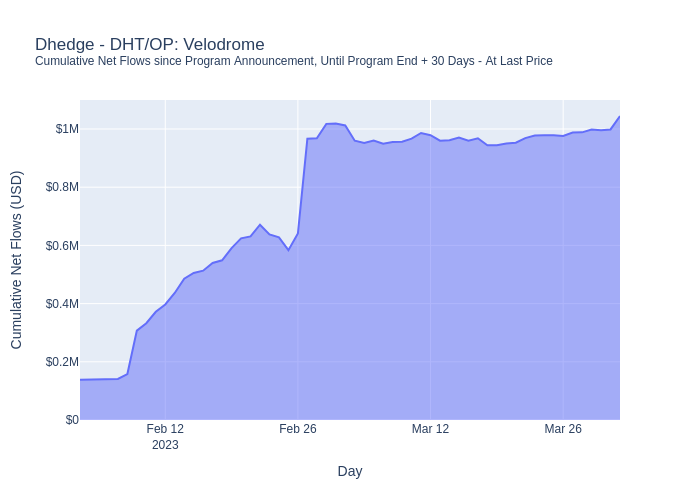 Dhedge - DHT/OP: Velodrome
Cumulative Net Flows since Program Announcement, Until Program End + 30 Days - At Last Price
Cumulative Net Flows (USD)
$1M
$0.8M
$0.6M
$0.4M
$0.2M
$0
Feb 12
2023
Feb 26
Mar 12
Mar 26
Day